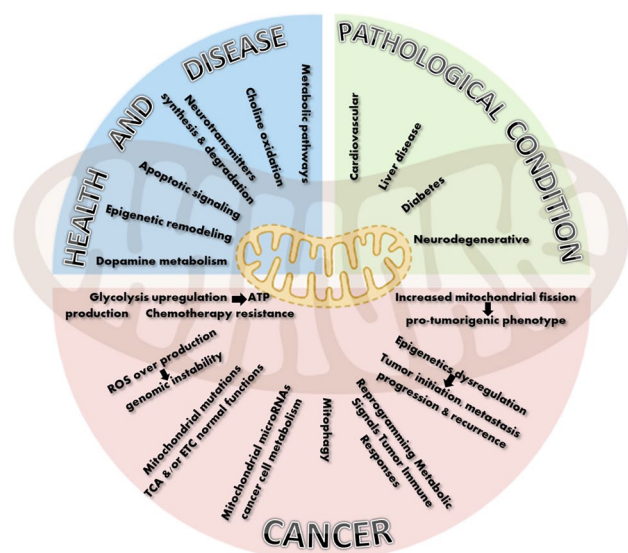 HEALTH AND DISEASE
Metabolic pathways
Choline oxidation
Neurotransmitters
synthesis & degradation
Apoptotic signaling
Epigenetic remodeling
Dopamine metabolism
PATHOLOGICAL CONDITION
Cardiovascular
Liver disease
Diabetes
Neurodegenerative
Glycolysis upregulation ATP
production Chemotherapy resistance
ROS over production
genomic instability
Mitochondrial mutations
TCA &/or ETC normal functions
Mitochondrial microRNAs
cancer cell metabolism
Mitophagy
Reprogramming Metabolic
Signals Tumor Immune
Responses
Epigenetics dysregulation
Tumor initiation, metastasis
progression & recurrence
Increased mitochondrial fission
pro-tumorigenic phenotype
CANCER